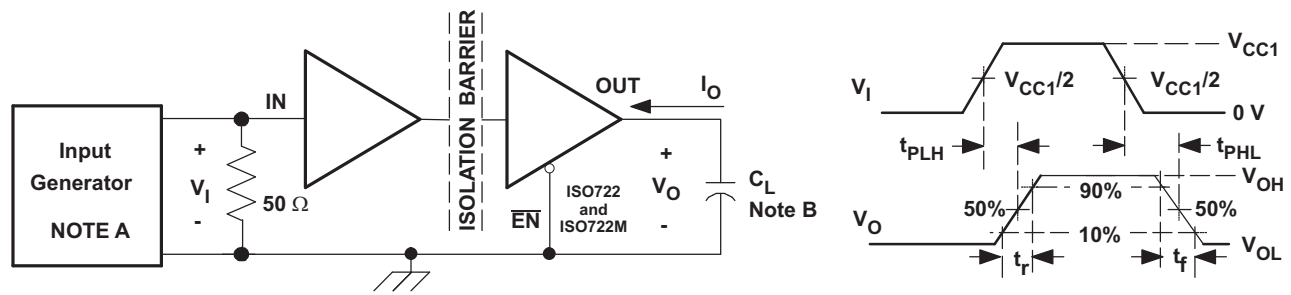 Input
Generator
NOTE A
+
V_I
-
IN
50 Ω
ISOLATION BARRIER
OUT
I_O
EN
ISO722
and
ISO722M
+
V_O
-
C_L
Note B
V_I
V_CC1/2
V_CC1/2
V_CC1
0 V
t_PLH
t_PHL
V_O
50%
90%
10%
50%
V_OH
V_OL
t_r
t_f